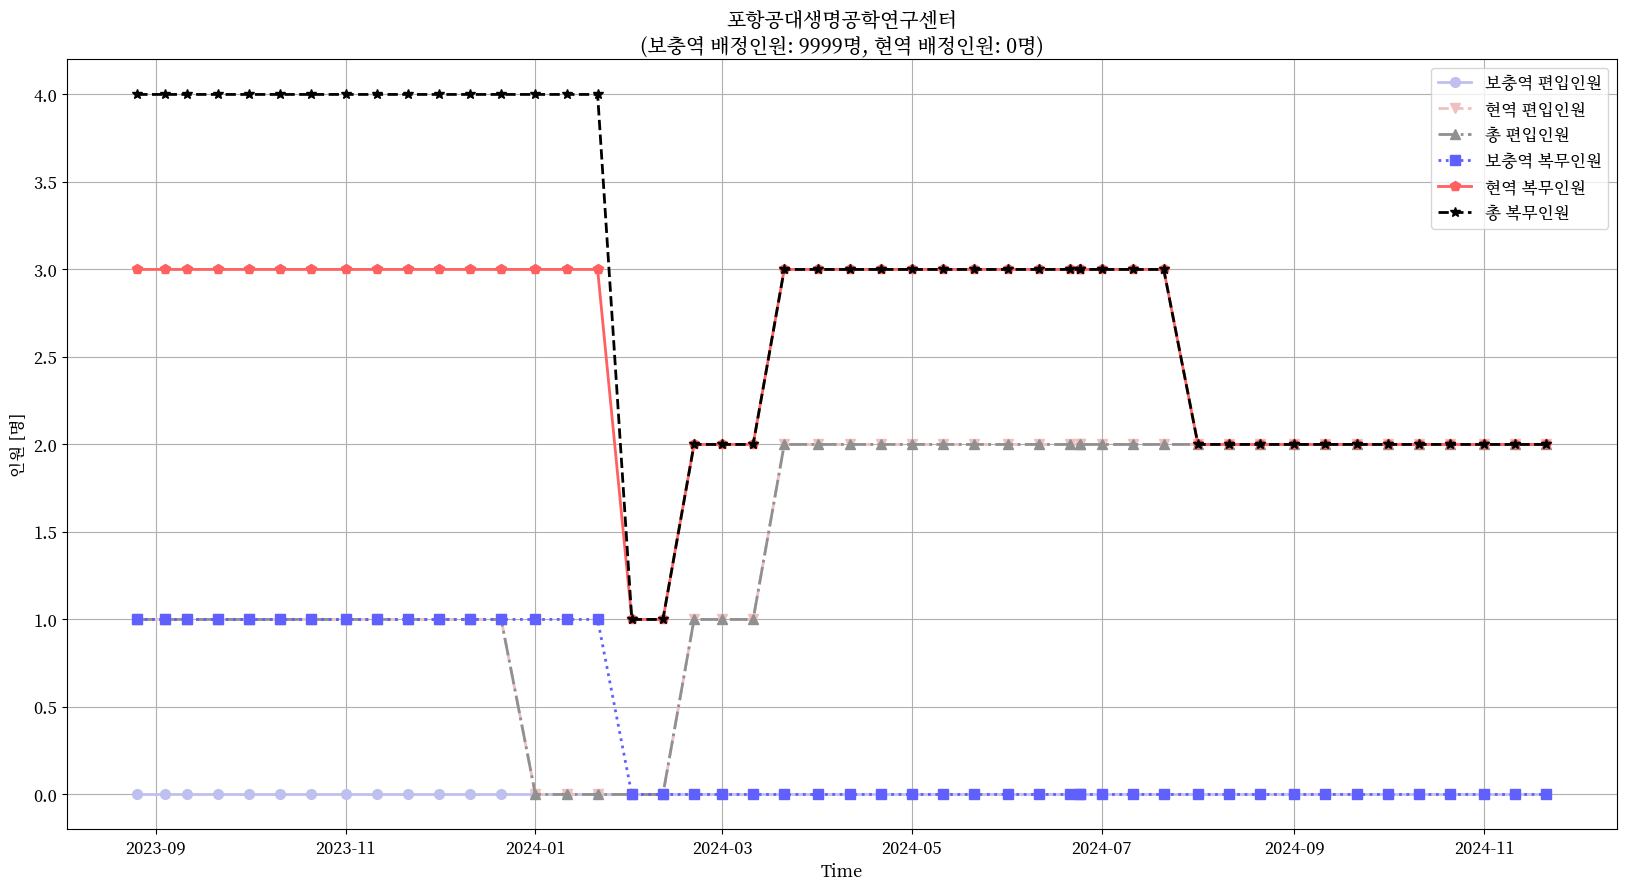 포항공대생명공학연구센터
(보충역 배정인원: 9999명, 현역 배정인원: 0명)
보충역 편입인원
현역 편입인원
총 편입인원
보충역 복무인원
현역 복무인원
총 복무인원
4.0
3.5
3.0
2.5
2.0
1.5
1.0
0.5
0.0
인원 [명]
2023-09
2023-11
2024-01
2024-03
2024-05
2024-07
2024-09
2024-11
Time